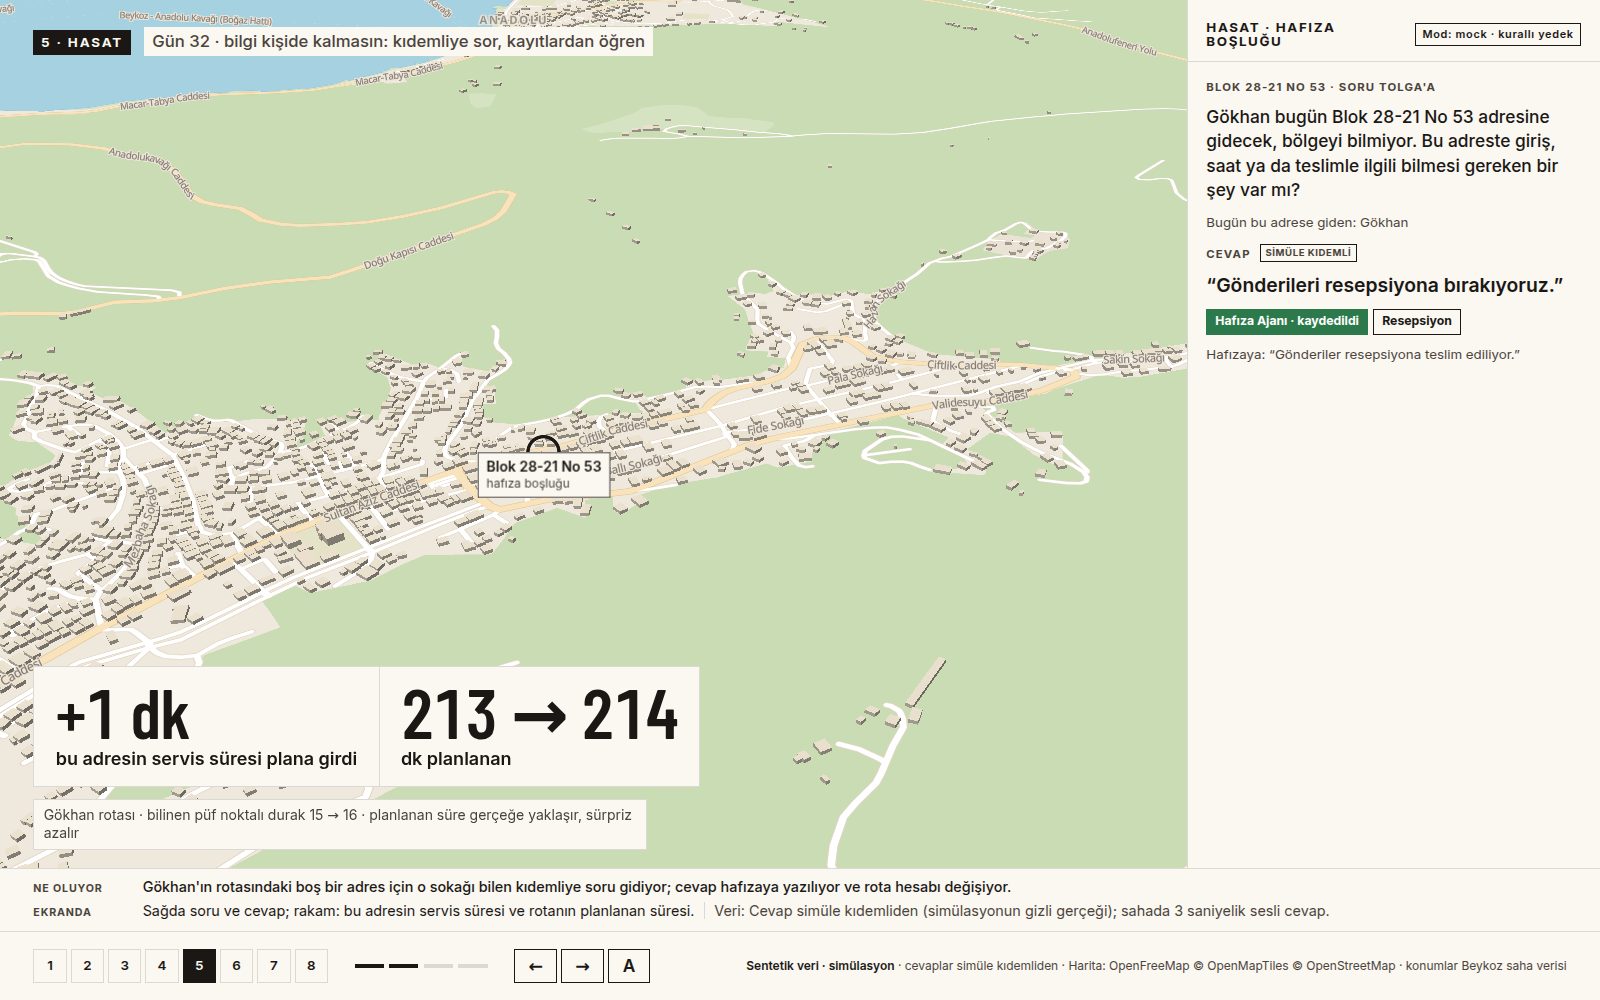 Beykoz - Anadolu Kavağı (Boğaz Hattı)
ANADOLU
5 · HASAT
Gün 32 · bilgi kişide kalmasın: kıdemliye sor, kayıtlardan öğren
Anadolufeneri Yolu
Macar-Tabya Caddesi
Macar-Tabya Caddesi
Anadolukavağı Caddesi
Doğu Kapısı Caddesi
Pala Sokağı
Çiftlik Caddesi
Sakin Sokağı
Validesuyu Caddesi
Fide Sokağı
Çiftlik Caddesi
Blok 28-21 No 53
hafıza boşluğu
Sultan Aziz Caddesi
Mezbaha Sokağı
Caddesi
+1 dk
bu adresin servis süresi plana girdi
213 → 214
dk planlanan
Gökhan rotası · bilinen püf noktalı durak 15 → 16 · planlanan süre gerçeğe yaklaşır, sürpriz
azalır
HASAT · HAFIZA
BOŞLUĞU
Mod: mock · kurallı yedek
BLOK 28-21 NO 53 · SORU TOLGA'A
Gökhan bugün Blok 28-21 No 53 adresine
gidecek, bölgeyi bilmiyor. Bu adreste giriş,
saat ya da teslimle ilgili bilmesi gereken bir
şey var mı?
Bugün bu adrese giden: Gökhan
CEVAP SİMÜLE KIDEMLİ
“Gönderileri resepsiyona bırakıyoruz.”
Hafıza Ajanı · kaydedildi Resepsiyon
Hafızaya: “Gönderiler resepsiyona teslim ediliyor.”
NE OLUYOR Gökhan'ın rotasındaki boş bir adres için o sokağı bilen kıdemliye soru gidiyor; cevap hafızaya yazılıyor ve rota hesabı değişiyor.
EKRANDA Sağda soru ve cevap; rakam: bu adresin servis süresi ve rotanın planlanan süresi. Veri: Cevap simüle kıdemliden (simülasyonun gizli gerçeği); sahada 3 saniyelik sesli cevap.
1 2 3 4 5 6 7 8 ← → A
Sentetik veri · simülasyon · cevaplar simüle kıdemliden · Harita: OpenFreeMap © OpenMapTiles © OpenStreetMap · konumlar Beykoz saha verisi